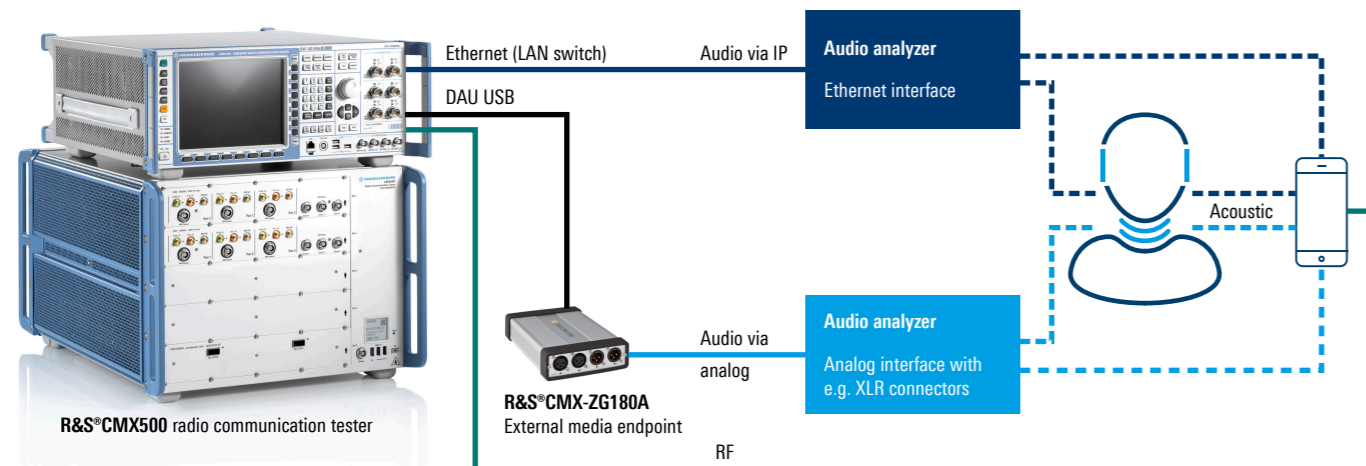 Ethernet (LAN switch)
Audio via IP
Audio analyzer
Ethernet interface
DAU USB
Acoustic
Audio via
analog
Audio analyzer
Analog interface with
e.g. XLR connectors
R&S®CMX500 radio communication tester
R&S®CMX-ZG180A
External media endpoint
RF